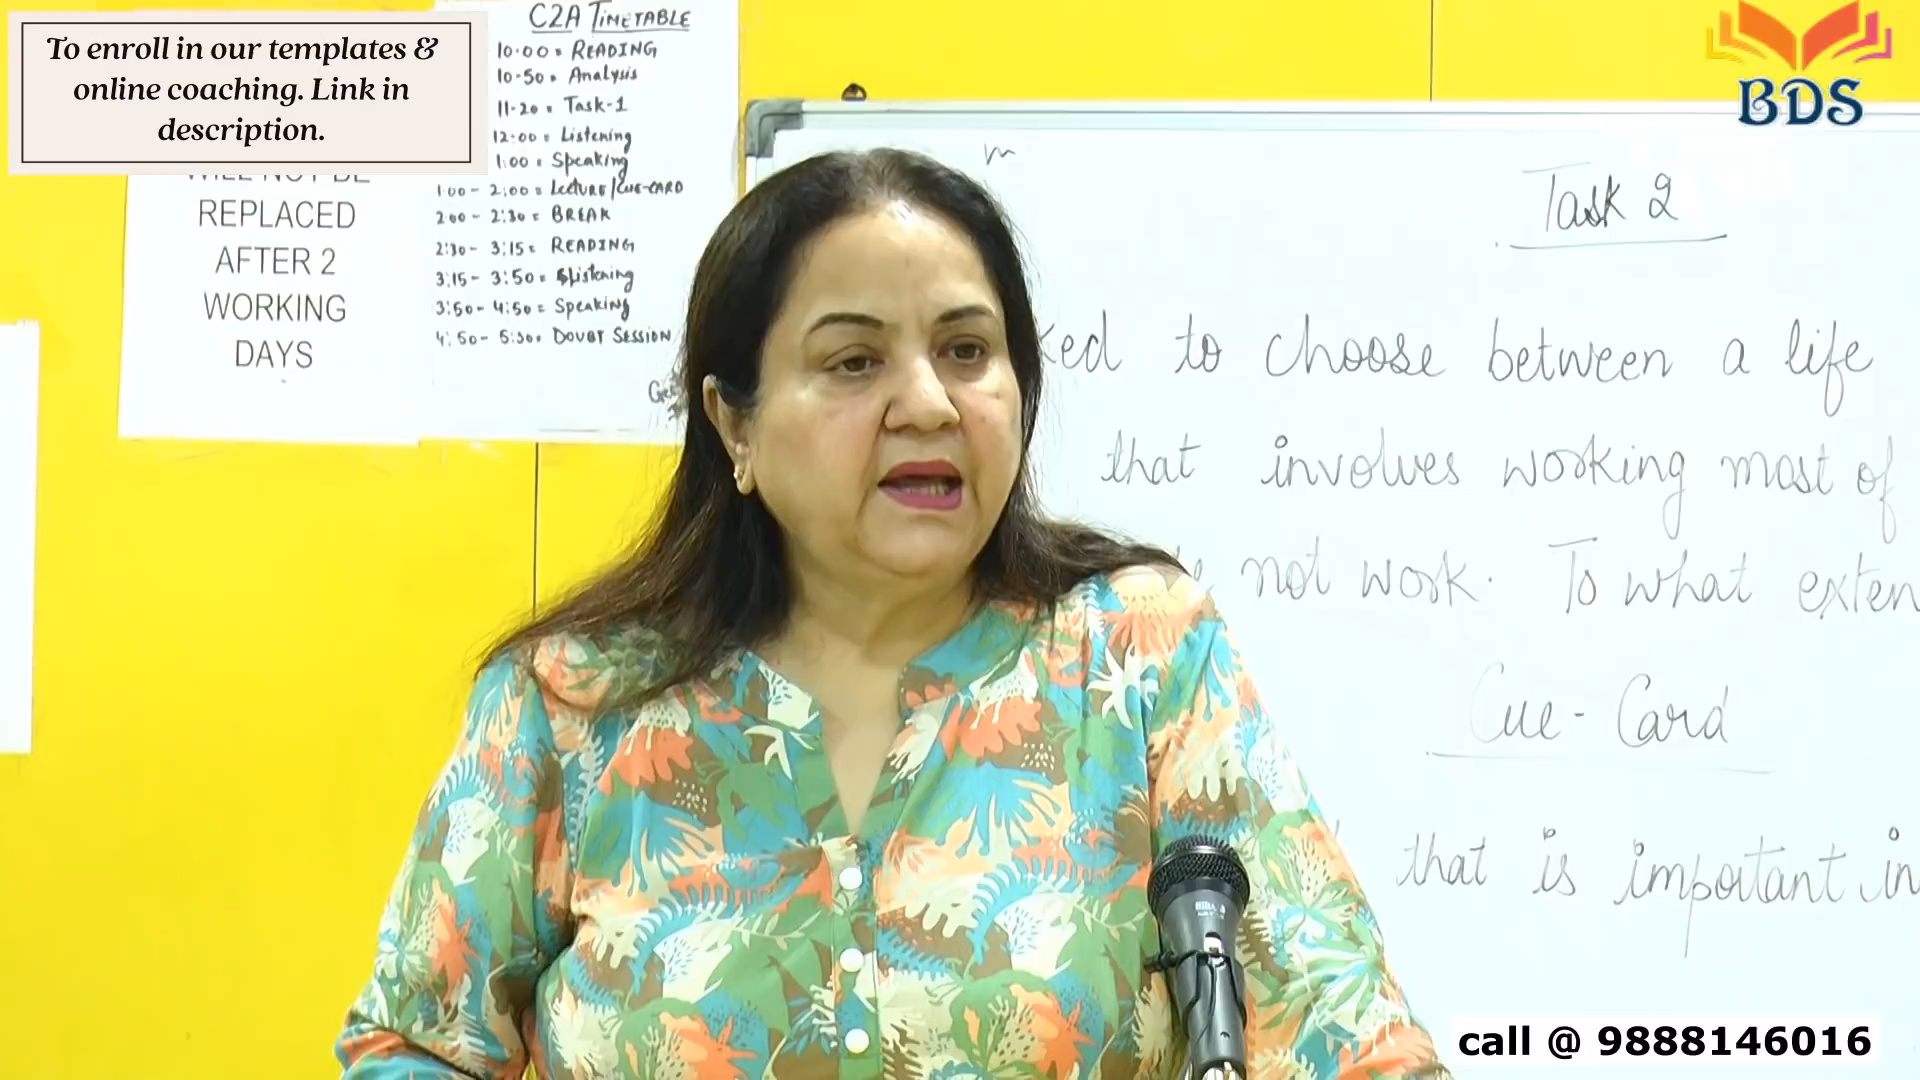 To enroll in our templates &
online coaching. Link in
description.
WILL NOT BE
REPLACED
AFTER 2
WORKING
DAYS
C2A TIMETABLE
10.00 = READING
10-50 = Analysis
11-20 = Task-1
12:00 = Listening
1:00 = Speaking
1:00 - 2:00 = LECTURE/CUE-CARD
2:00 - 2:30 = BREAK
2:30 - 3:15 = READING
3:15 - 3:50 = Listening
3:50 - 4:50 = Speaking
4:50 - 5:30 = DOUBT SESSION
BDS
Task 2
ked to choose between a life
that involves working most of
not work. To what exten
Cue-Card
that is important in
call @ 9888146016